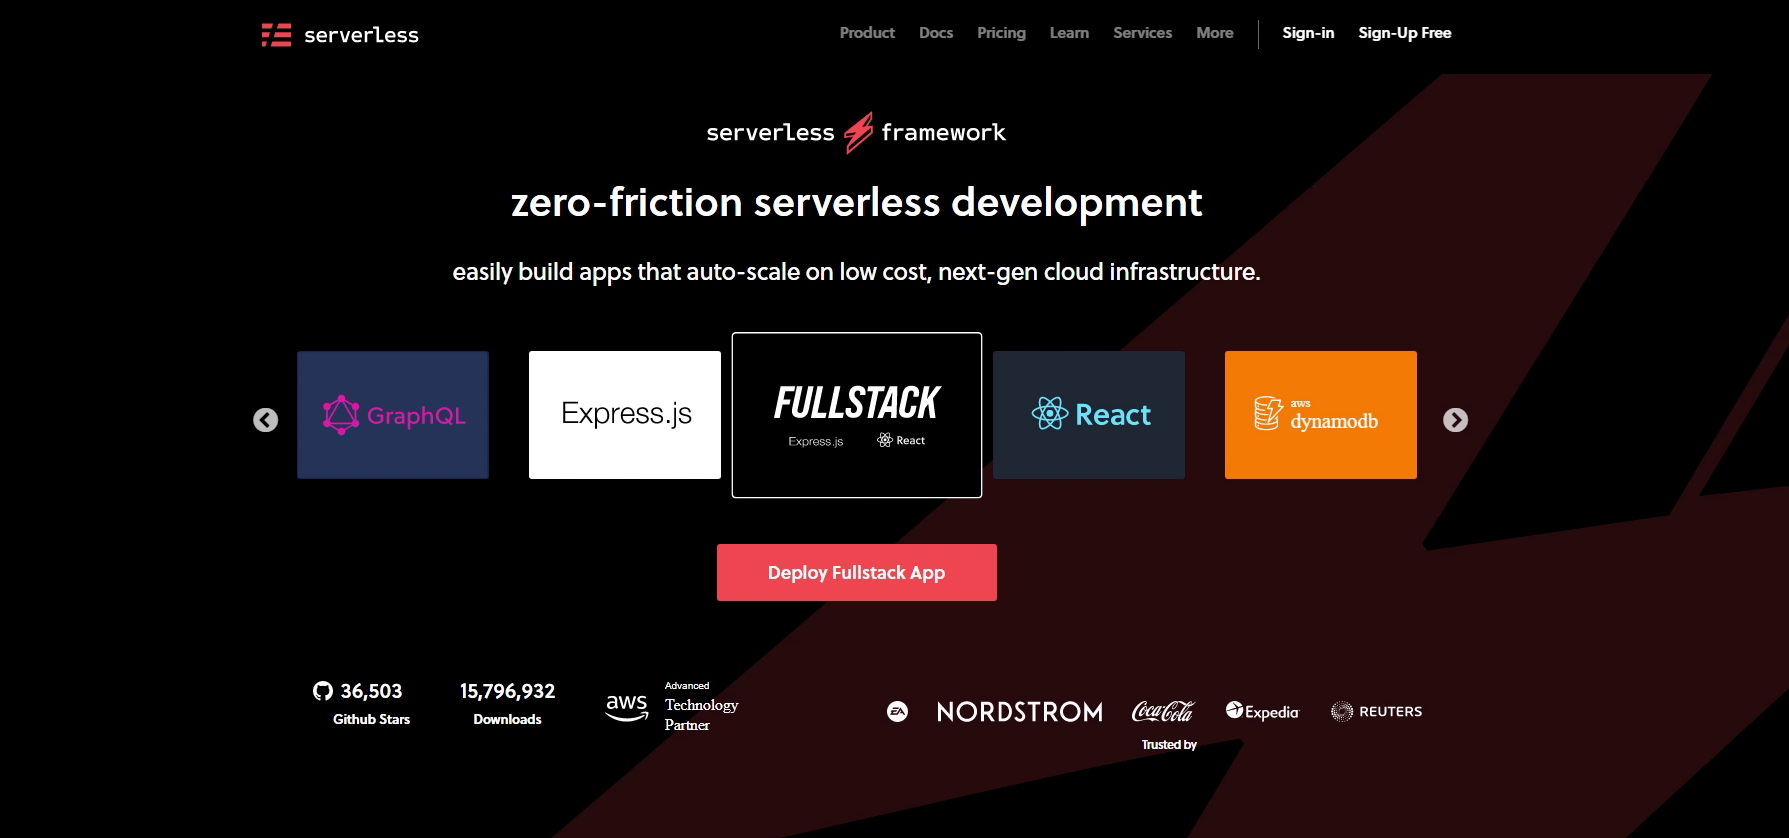 serverless
Product Docs Pricing Learn Services More Sign-in Sign-Up Free
serverless framework
zero-friction serverless development
easily build apps that auto-scale on low cost, next-gen cloud infrastructure.
GraphQL
Express.js
FULLSTACK
Express.js React
React
aws
dynamodb
Deploy Fullstack App
36,503
Github Stars
15,796,932
Downloads
aws
Advanced
Technology
Partner
EA NORDSTROM Coca-Cola Expedia REUTERS
Trusted by